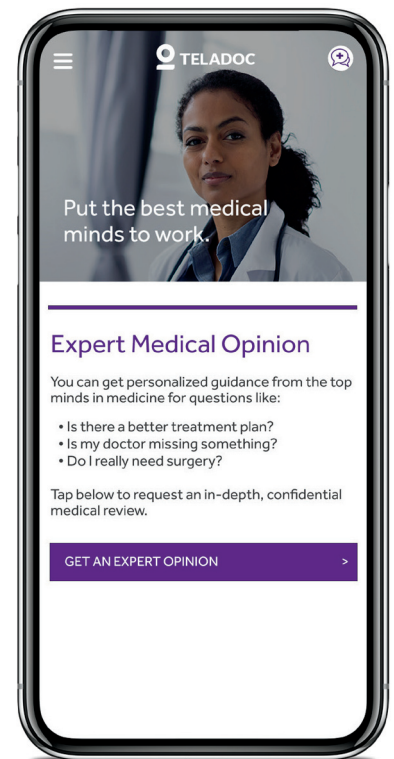 TELADOC
Put the best medical
minds to work.
Expert Medical Opinion
You can get personalized guidance from the top
minds in medicine for questions like:
• Is there a better treatment plan?
• Is my doctor missing something?
• Do I really need surgery?
Tap below to request an in-depth, confidential
medical review.
GET AN EXPERT OPINION >